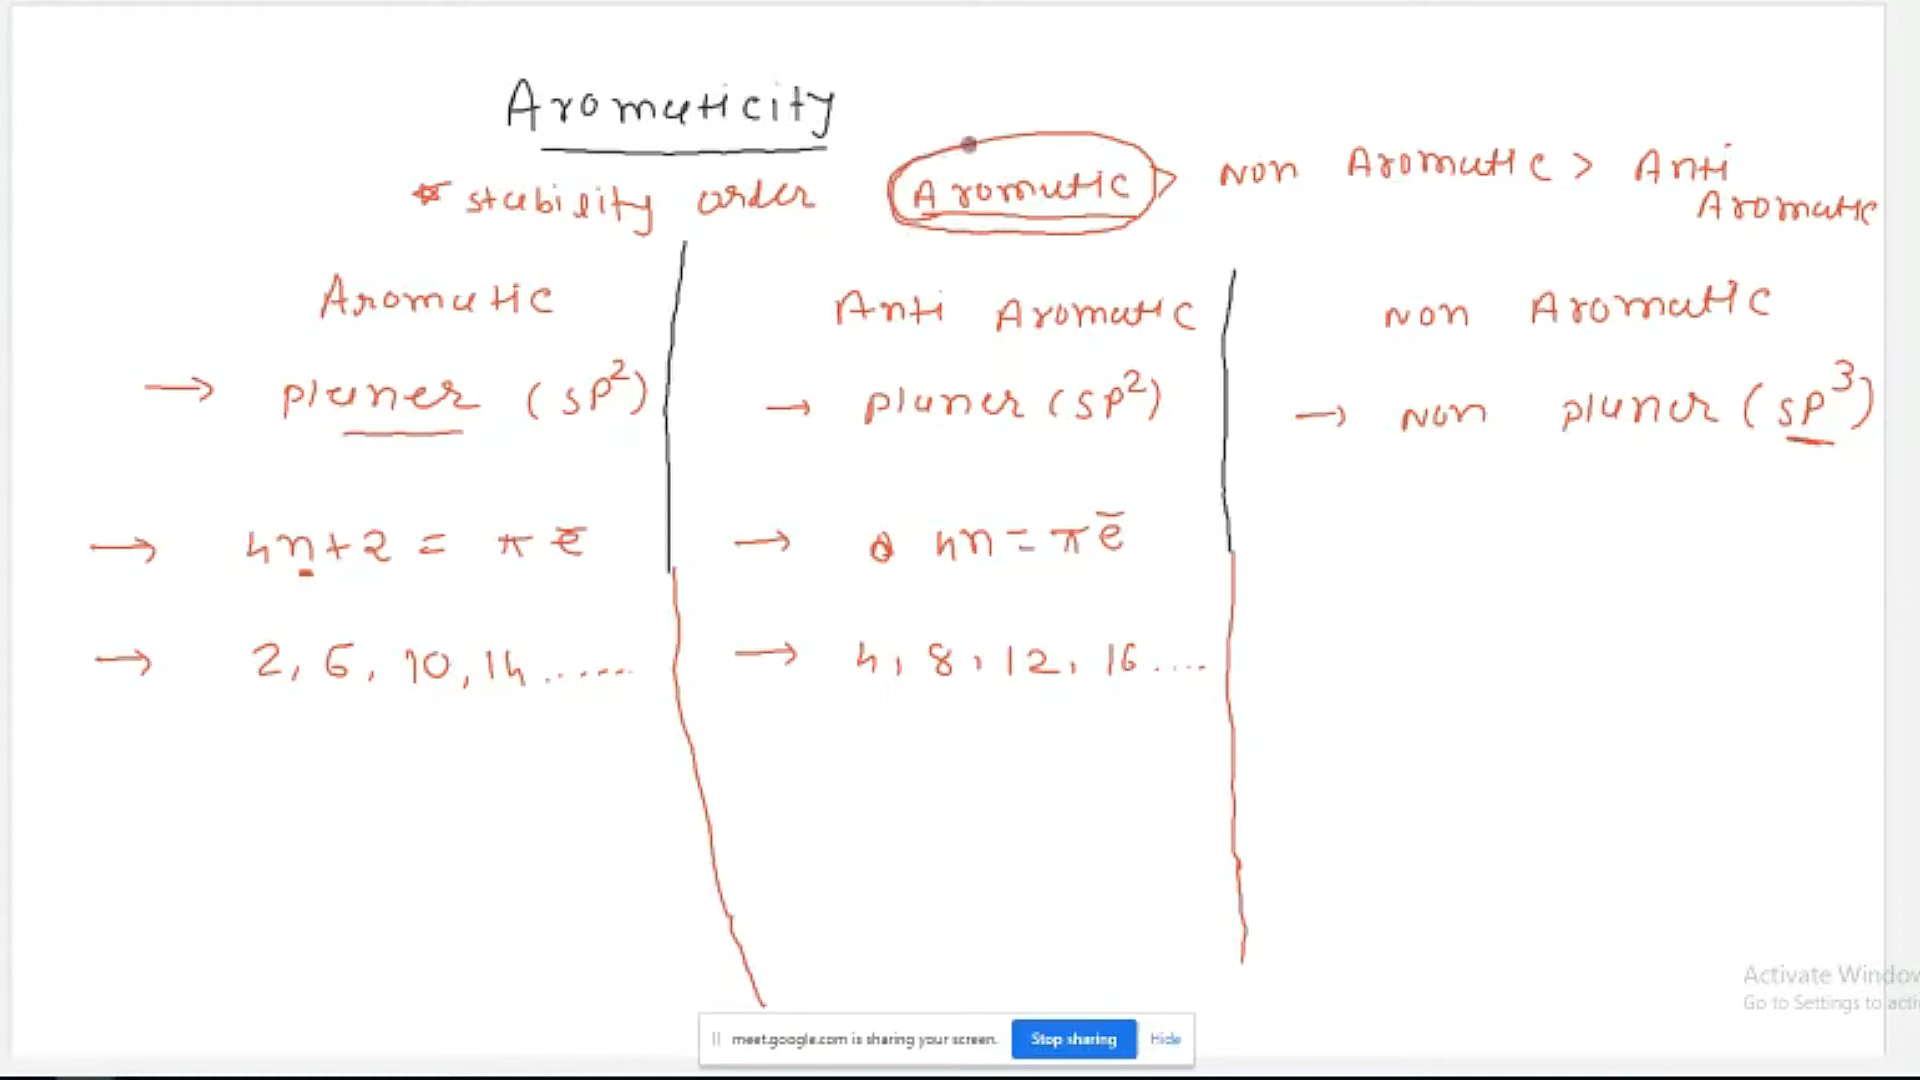 Aromaticity
* stability order Aromatic > Non Aromatic > Anti Aromatic
Aromatic
Anti Aromatic
Non Aromatic
→ planer (sp²)
→ planer (sp²)
→ Non planer (sp³)
→ 4n+2 = π ē
→ 4n = π ē
→ 2, 6, 10, 14 ......
→ 4, 8, 12, 16 ....
Activate Window
Go to Settings to acti
meet.google.com is sharing your screen. Stop sharing Hide